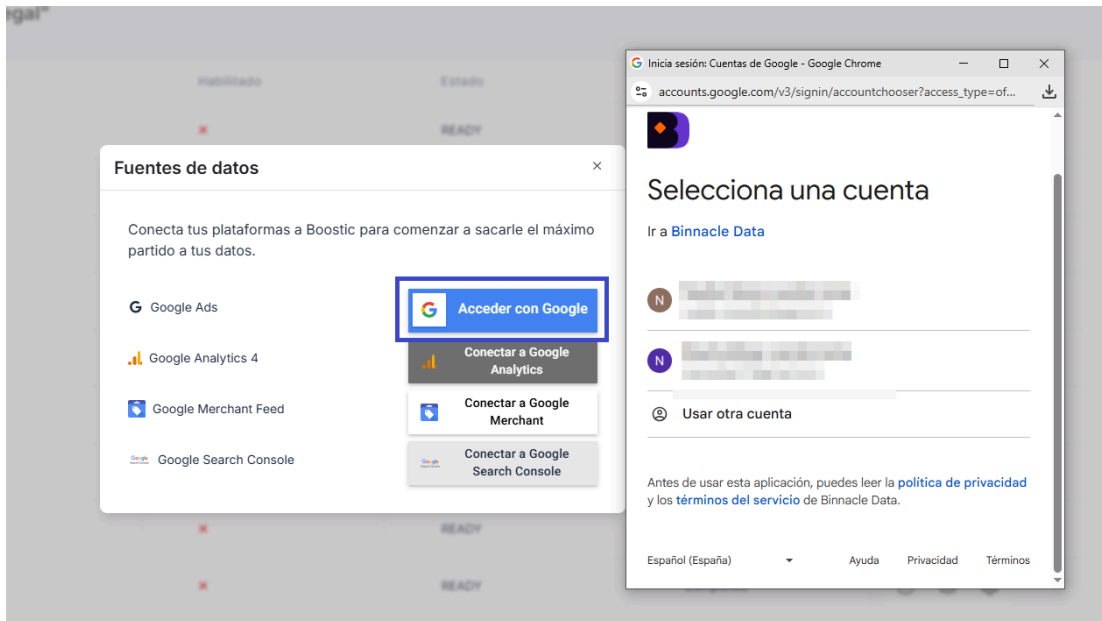 egal"
Habilitado
Estado
READY
Fuentes de datos
Conecta tus plataformas a Boostic para comenzar a sacarle el máximo
partido a tus datos.
Google Ads
Acceder con Google
Google Analytics 4
Conectar a Google
Analytics
Google Merchant Feed
Conectar a Google
Merchant
Google Search Console
Conectar a Google
Search Console
READY
READY
Inicia sesión: Cuentas de Google - Google Chrome
accounts.google.com/v3/signin/accountchooser?access_type=of...
Selecciona una cuenta
Ir a Binnacle Data
N
N
Usar otra cuenta
Antes de usar esta aplicación, puedes leer la política de privacidad
y los términos del servicio de Binnacle Data.
Español (España)
Ayuda
Privacidad
Términos